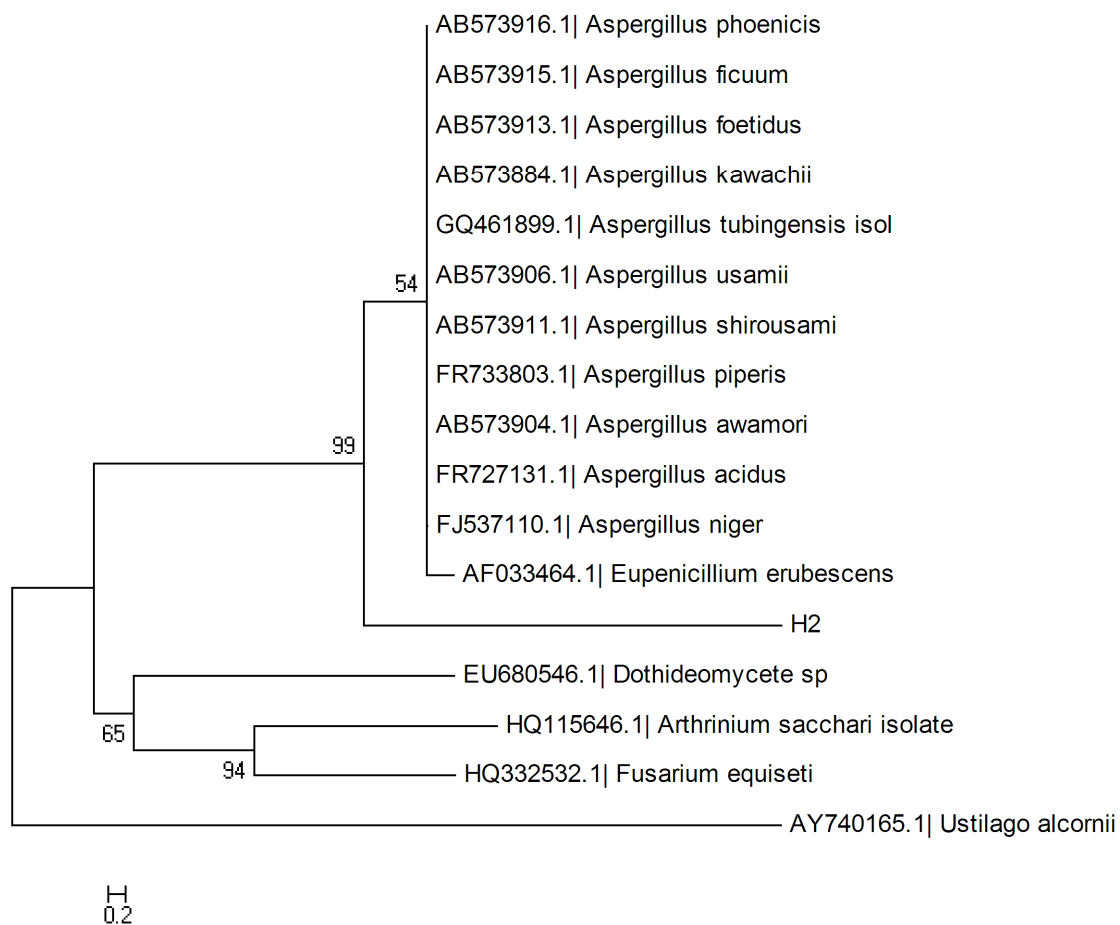 AB573916.1| Aspergillus phoenicis
AB573915.1| Aspergillus ficuum
AB573913.1| Aspergillus foetidus
AB573884.1| Aspergillus kawachii
GQ461899.1| Aspergillus tubingensis isol
AB573906.1| Aspergillus usamii
54
AB573911.1| Aspergillus shirousami
FR733803.1| Aspergillus piperis
AB573904.1| Aspergillus awamori
99
FR727131.1| Aspergillus acidus
FJ537110.1| Aspergillus niger
AF033464.1| Eupenicillium erubescens
H2
EU680546.1| Dothideomycete sp
HQ115646.1| Arthrinium sacchari isolate
65
HQ332532.1| Fusarium equiseti
94
AY740165.1| Ustilago alcornii
0.2